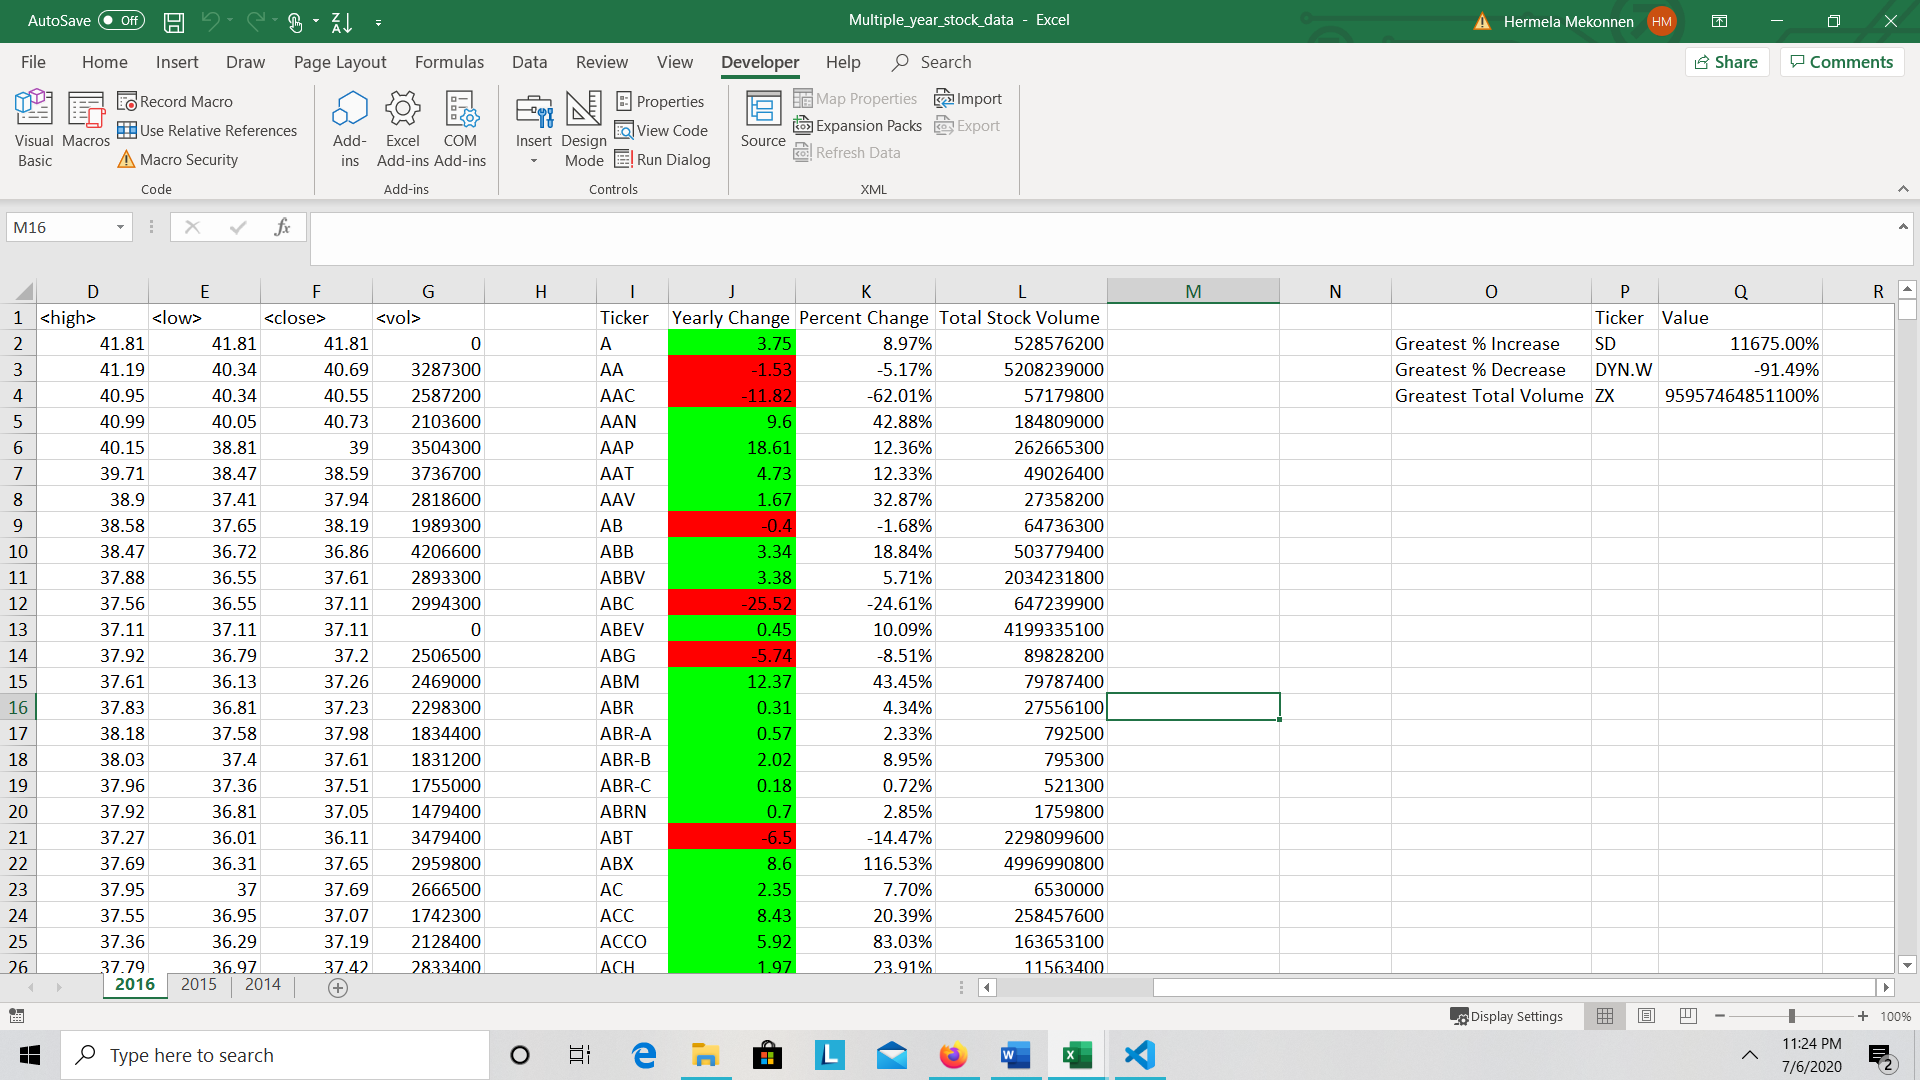 AutoSave Off Multiple_year_stock_data - Excel Hermela Mekonnen HM
File Home Insert Draw Page Layout Formulas Data Review View Developer Help Search Share Comments
Visual Basic
Macros
Record Macro
Use Relative References
Macro Security
Code
Add-ins
Excel Add-ins
COM Add-ins
Add-ins
Insert
Design Mode
Properties
View Code
Run Dialog
Controls
Source
Map Properties
Expansion Packs
Refresh Data
Import
Export
XML
M16 fx
D E F G H I J K L M N O P Q R
1 <high> <low> <close> <vol> Ticker Yearly Change Percent Change Total Stock Volume Ticker Value
2 41.81 41.81 41.81 0 A 3.75 8.97% 528576200 Greatest % Increase SD 11675.00%
3 41.19 40.34 40.69 3287300 AA -1.53 -5.17% 5208239000 Greatest % Decrease DYN.W -91.49%
4 40.95 40.34 40.55 2587200 AAC -11.82 -62.01% 57179800 Greatest Total Volume ZX 95957464851100%
5 40.99 40.05 40.73 2103600 AAN 9.6 42.88% 184809000
6 40.15 38.81 39 3504300 AAP 18.61 12.36% 262665300
7 39.71 38.47 38.59 3736700 AAT 4.73 12.33% 49026400
8 38.9 37.41 37.94 2818600 AAV 1.67 32.87% 27358200
9 38.58 37.65 38.19 1989300 AB -0.4 -1.68% 64736300
10 38.47 36.72 36.86 4206600 ABB 3.34 18.84% 503779400
11 37.88 36.55 37.61 2893300 ABBV 3.38 5.71% 2034231800
12 37.56 36.55 37.11 2994300 ABC -25.52 -24.61% 647239900
13 37.11 37.11 37.11 0 ABEV 0.45 10.09% 4199335100
14 37.92 36.79 37.2 2506500 ABG -5.74 -8.51% 89828200
15 37.61 36.13 37.26 2469000 ABM 12.37 43.45% 79787400
16 37.83 36.81 37.23 2298300 ABR 0.31 4.34% 27556100
17 38.18 37.58 37.98 1834400 ABR-A 0.57 2.33% 792500
18 38.03 37.4 37.61 1831200 ABR-B 2.02 8.95% 795300
19 37.96 37.36 37.51 1755000 ABR-C 0.18 0.72% 521300
20 37.92 36.81 37.05 1479400 ABRN 0.7 2.85% 1759800
21 37.27 36.01 36.11 3479400 ABT -6.5 -14.47% 2298099600
22 37.69 36.31 37.65 2959800 ABX 8.6 116.53% 4996990800
23 37.95 37 37.69 2666500 AC 2.35 7.70% 6530000
24 37.55 36.95 37.07 1742300 ACC 8.43 20.39% 258457600
25 37.36 36.29 37.19 2128400 ACCO 5.92 83.03% 163653100
26 37.79 36.97 37.42 2833400 ACH 1.97 23.91% 11563400
2016 2015 2014
Display Settings 100%
Type here to search 11:24 PM
7/6/2020 2